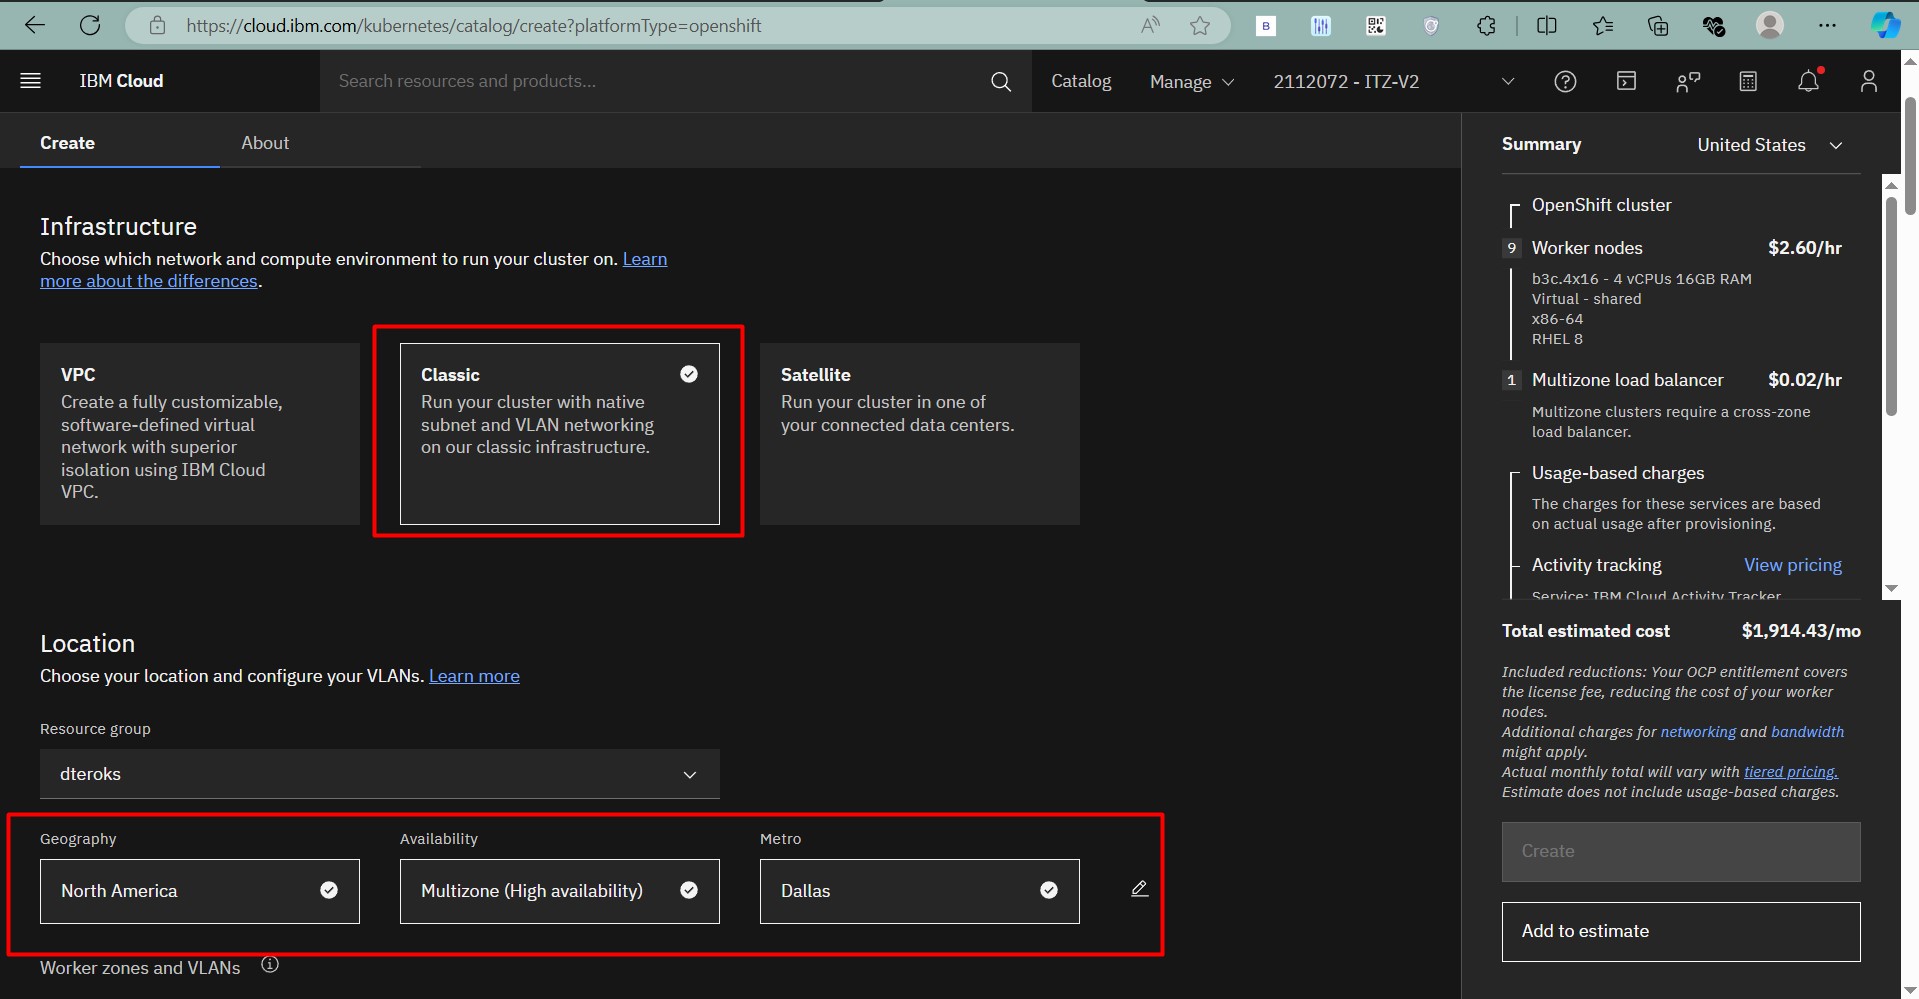 https://cloud.ibm.com/kubernetes/catalog/create?platformType=openshift
A
B
IBM Cloud
Search resources and products...
Catalog
Manage
2112072 - ITZ-V2
Create
About
Infrastructure
Choose which network and compute environment to run your cluster on. Learn
more about the differences.
VPC
Create a fully customizable,
software-defined virtual
network with superior
isolation using IBM Cloud
VPC.
Classic
Run your cluster with native
subnet and VLAN networking
on our classic infrastructure.
Satellite
Run your cluster in one of
your connected data centers.
Location
Choose your location and configure your VLANs. Learn more
Resource group
dteroks
Geography
Availability
Metro
North America
Multizone (High availability)
Dallas
Worker zones and VLANs
Summary
United States
OpenShift cluster
9 Worker nodes $2.60/hr
b3c.4x16 - 4 vCPUs 16GB RAM
Virtual - shared
x86-64
RHEL 8
1 Multizone load balancer $0.02/hr
Multizone clusters require a cross-zone
load balancer.
Usage-based charges
The charges for these services are based
on actual usage after provisioning.
Activity tracking View pricing
Service: IBM Cloud Activity Tracker
Total estimated cost $1,914.43/mo
Included reductions: Your OCP entitlement covers
the license fee, reducing the cost of your worker
nodes.
Additional charges for networking and bandwidth
might apply.
Actual monthly total will vary with tiered pricing.
Estimate does not include usage-based charges.
Create
Add to estimate